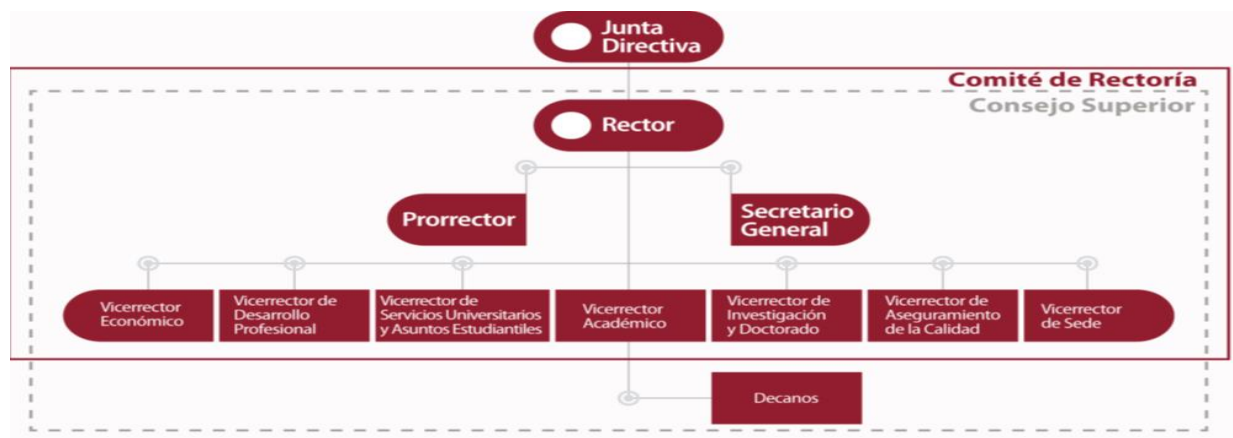 Junta
Directiva
Comité de Rectoría
Consejo Superior
Rector
Prorrector
Secretario
General
Vicerrector
Económico
Vicerrector de
Desarrollo
Profesional
Vicerrector de
Servicios Universitarios
y Asuntos Estudiantiles
Vicerrector
Académico
Vicerrector de
Investigación
y Doctorado
Vicerrector de
Aseguramiento
de la Calidad
Vicerrector
de Sede
Decanos